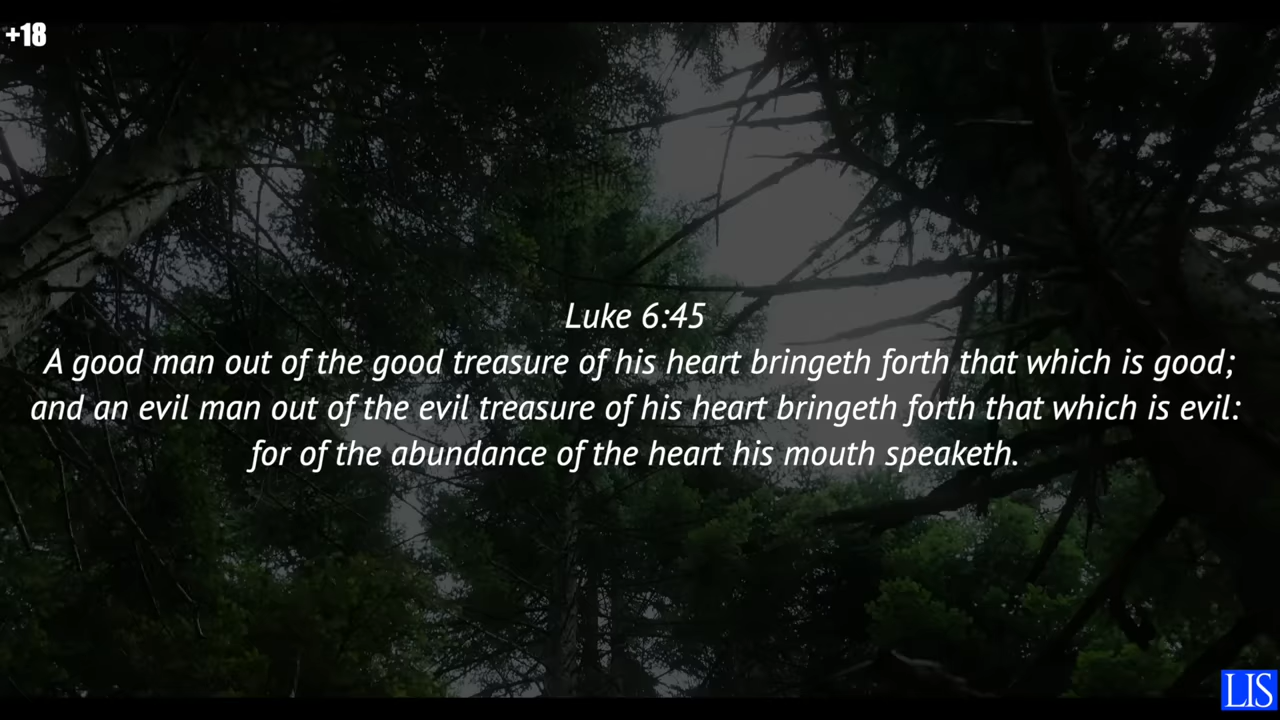 +18
Luke 6:45
A good man out of the good treasure of his heart bringeth forth that which is good;
and an evil man out of the evil treasure of his heart bringeth forth that which is evil:
for of the abundance of the heart his mouth speaketh.
LIS